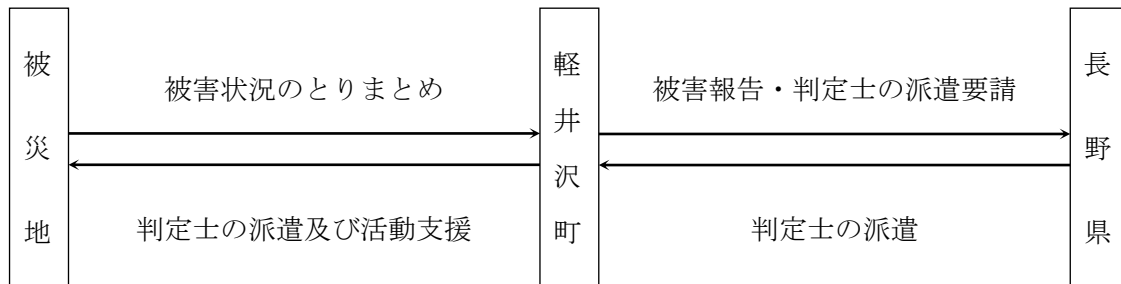 被災地
被害状況のとりまとめ
判定士の派遣及び活動支援
軽井沢町
被害報告・判定士の派遣要請
判定士の派遣
長野県